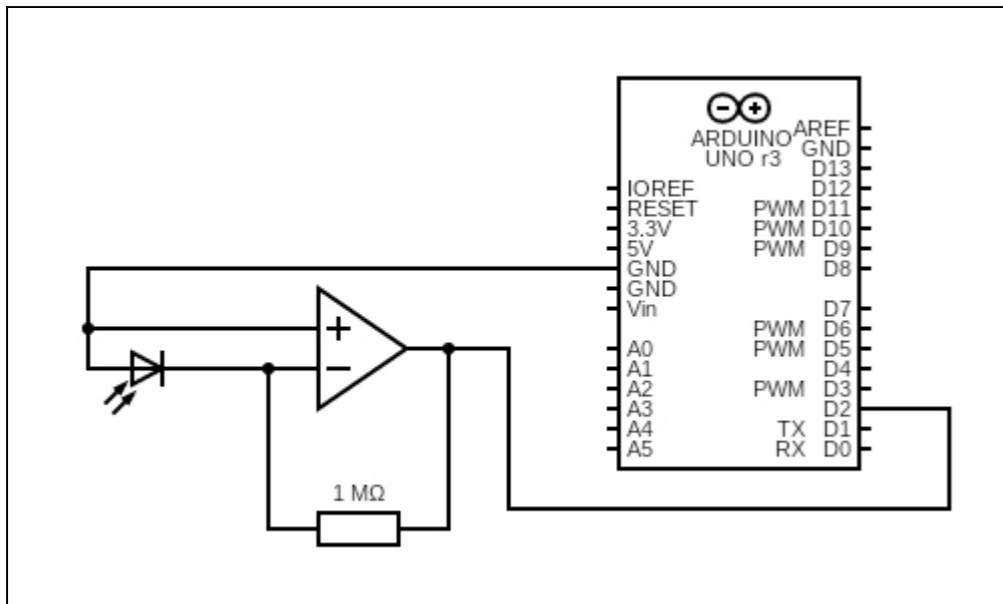 ARDUINO
UNO r3
AREF
GND
D13
IOREF D12
RESET PWM D11
3.3V PWM D10
5V PWM D9
GND D8
GND
Vin D7
PWM D6
A0 PWM D5
A1 D4
A2 PWM D3
A3 D2
A4 TX D1
A5 RX D0
+
−
1 MΩ